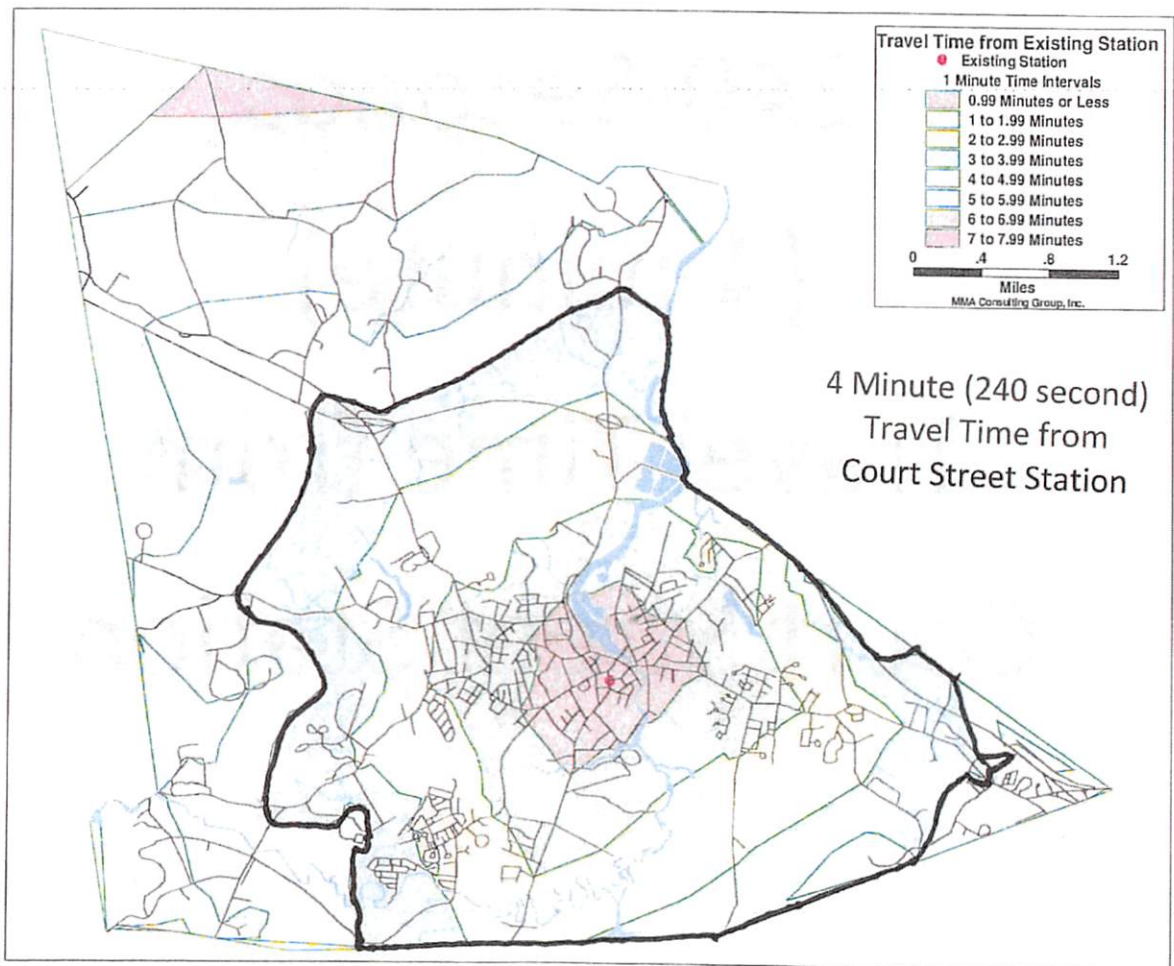 Travel Time from Existing Station
Existing Station
1 Minute Time Intervals
0.99 Minutes or Less
1 to 1.99 Minutes
2 to 2.99 Minutes
3 to 3.99 Minutes
4 to 4.99 Minutes
5 to 5.99 Minutes
6 to 6.99 Minutes
7 to 7.99 Minutes
0 .4 .8 1.2
Miles
MMA Consulting Group, Inc.
4 Minute (240 second)
Travel Time from
Court Street Station